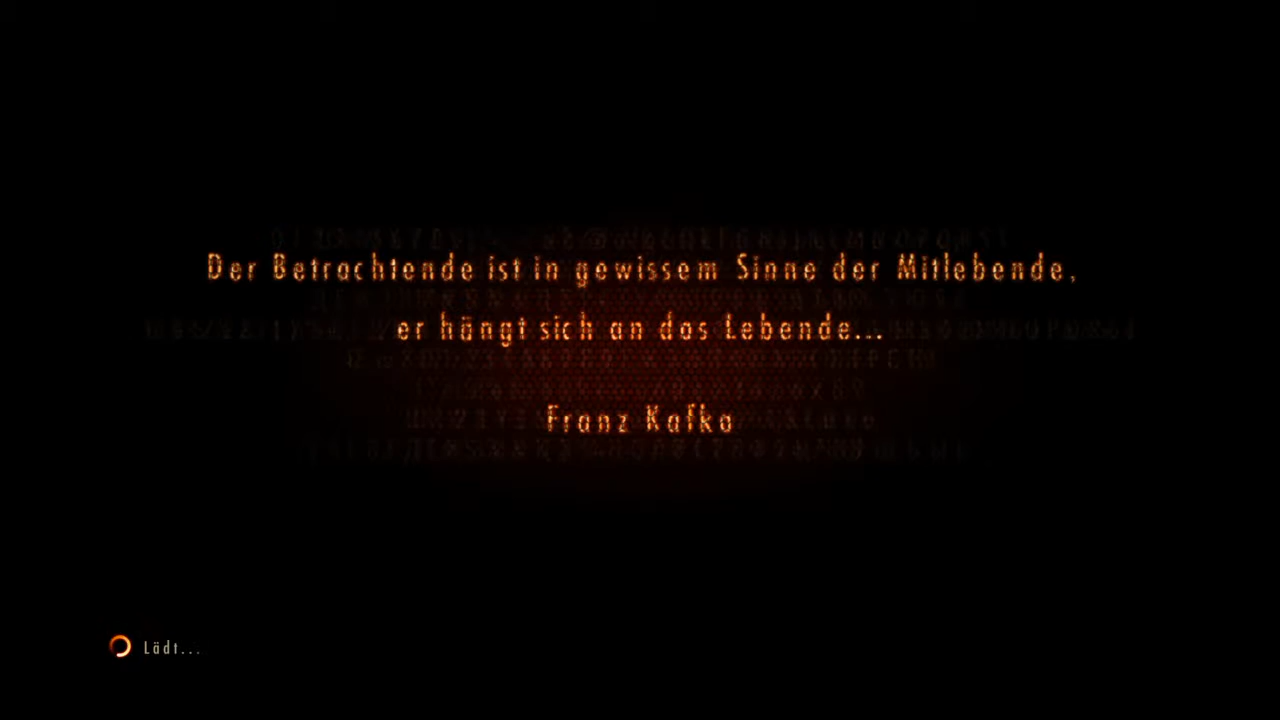 Der Betrachtende ist in gewissem Sinne der Mitlebende,
er hängt sich an das Lebende...
Franz Kafka
Lädt...